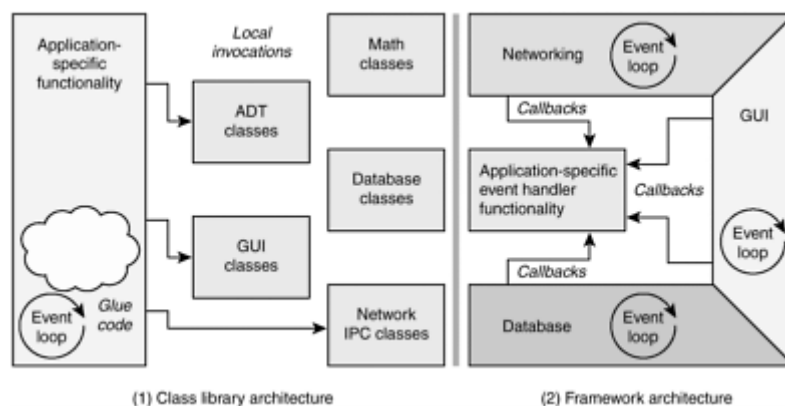 Application-
specific
functionality
Local
invocations
Math
classes
ADT
classes
Database
classes
GUI
classes
Glue
code
Event
loop
Network
IPC classes
(1) Class library architecture
Networking
Event
loop
Callbacks
GUI
Application-specific
event handler
functionality
Callbacks
Event
loop
Callbacks
Database
Event
loop
(2) Framework architecture